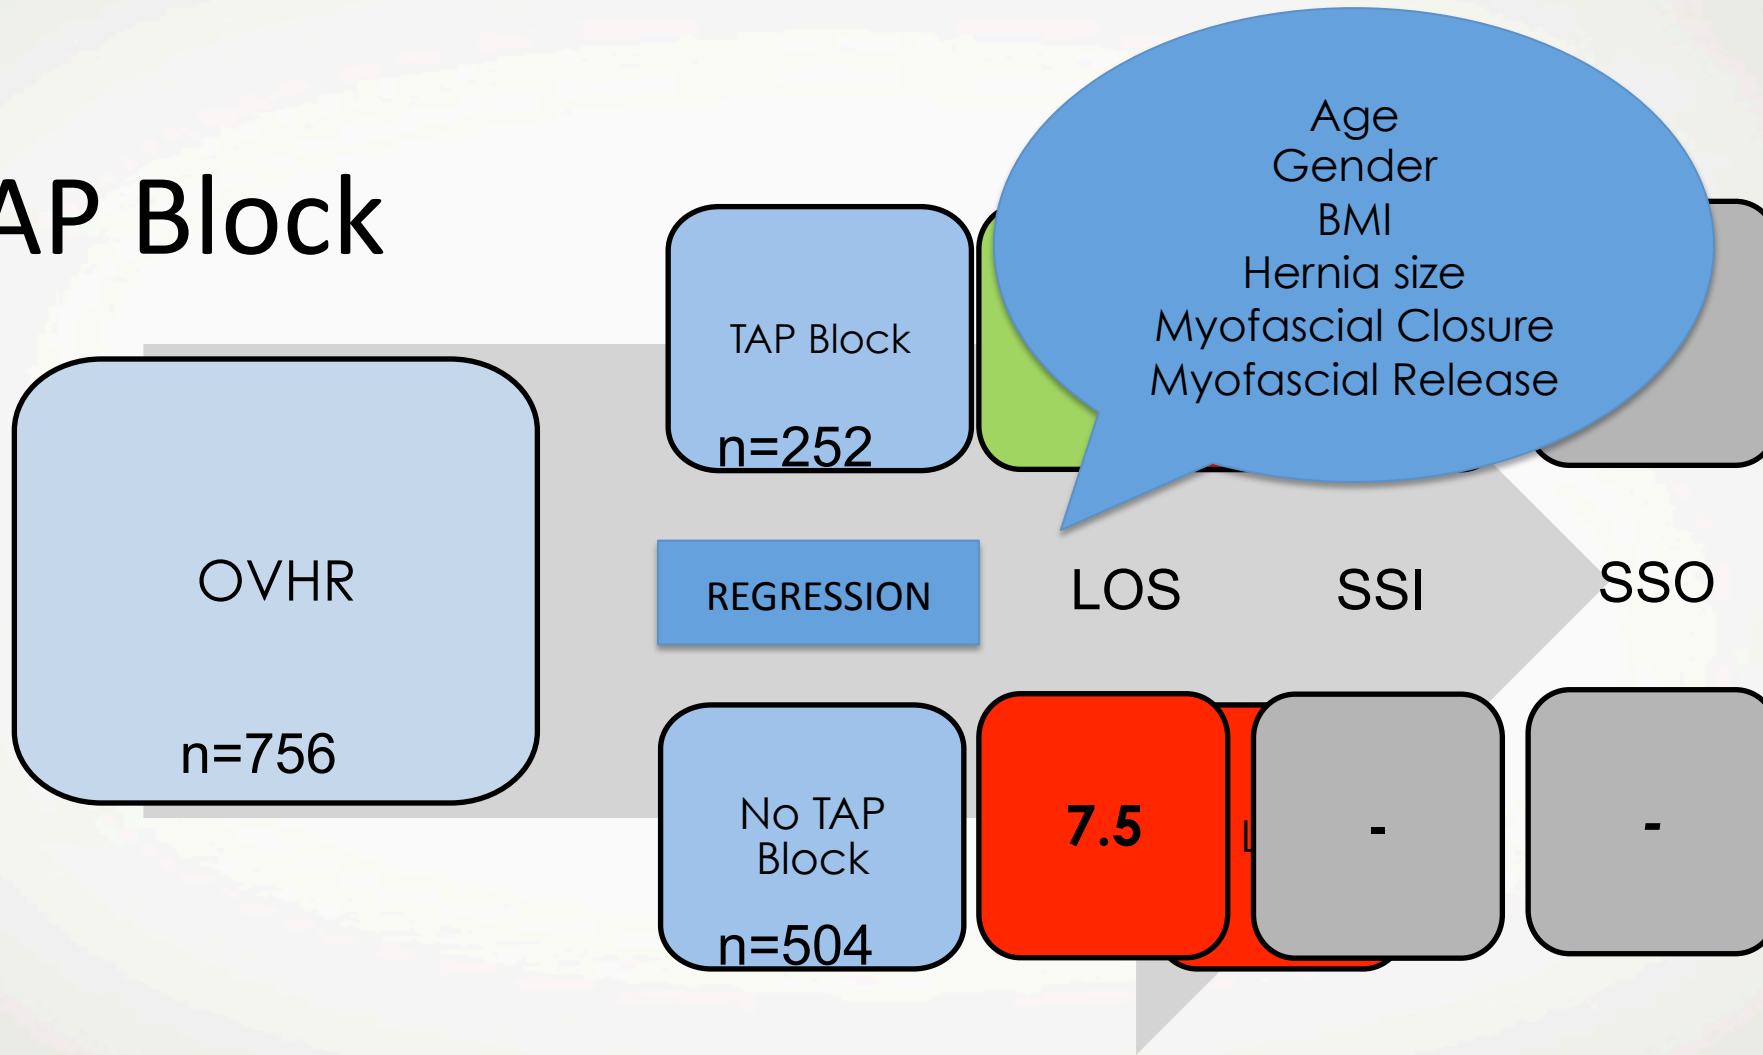 AP Block
Age
Gender
BMI
Hernia size
Myofascial Closure
Myofascial Release
TAP Block
n=252
OVHR
n=756
REGRESSION
LOS
SSI
SSO
No TAP
Block
n=504
7.5
-
-